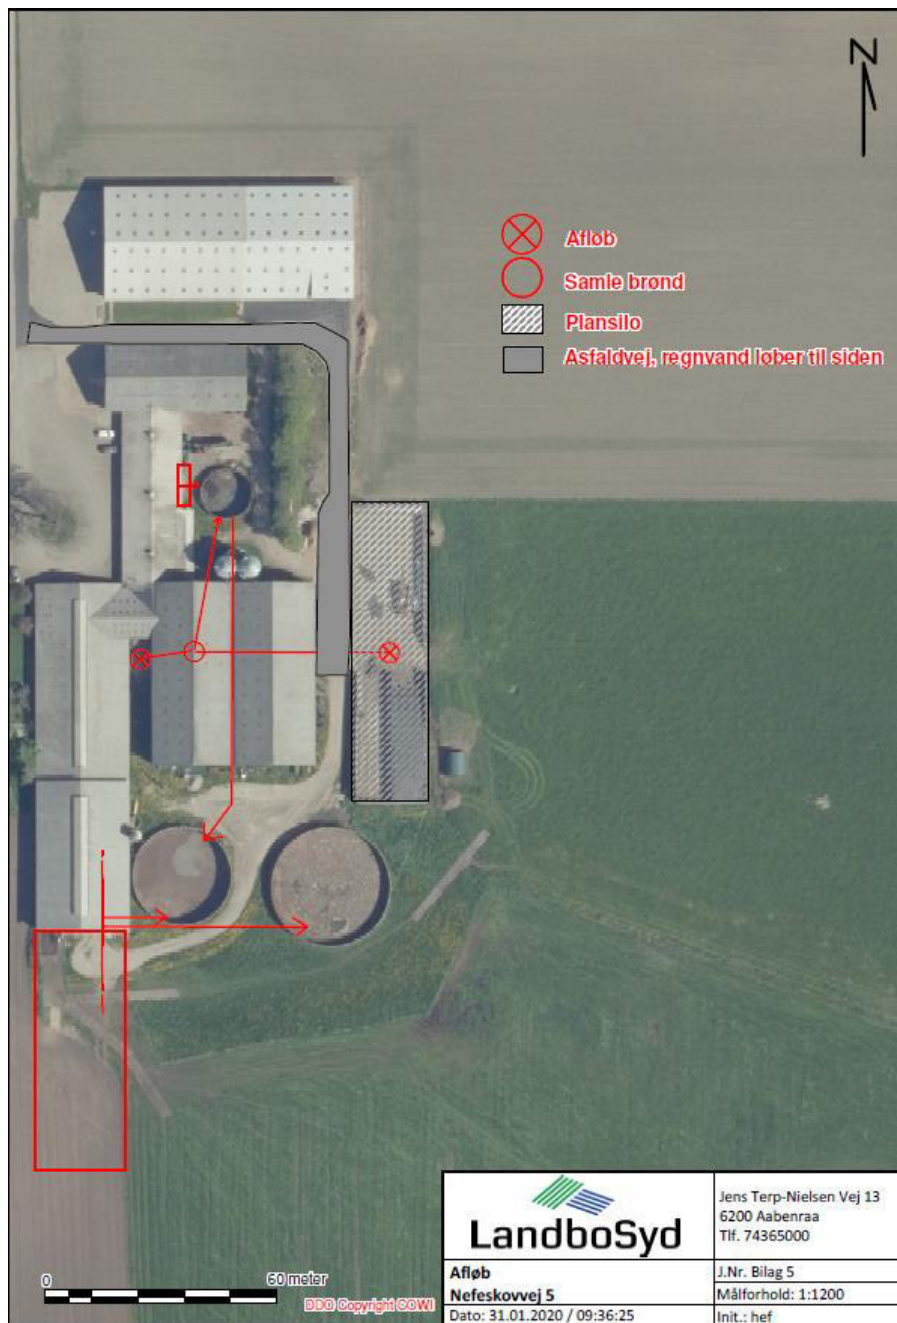 N
Afløb
Samle brønd
Plansilo
Asfaldvej, regnvand løber til siden
0
60 meter
DDO Copyright COWI
LandboSyd
Jens Terp-Nielsen Vej 13
6200 Aabenraa
Tlf. 74365000
Afløb
Nefeskovvej 5
Dato: 31.01.2020 / 09:36:25
J.Nr. Bilag 5
Målforhold: 1:1200
Init.: hef